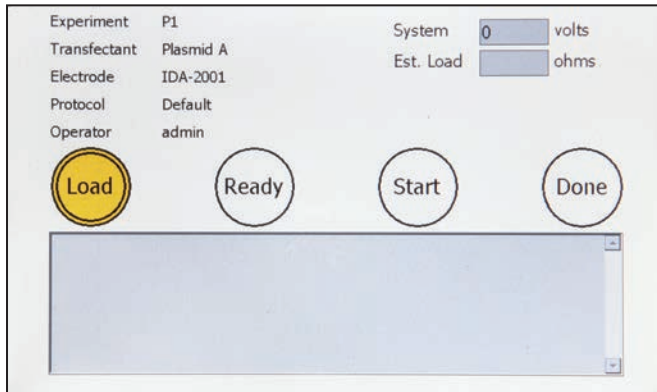 Experiment P1
Transfectant Plasmid A
Electrode IDA-2001
Protocol Default
Operator admin
System 0 volts
Est. Load ohms
Load Ready Start Done